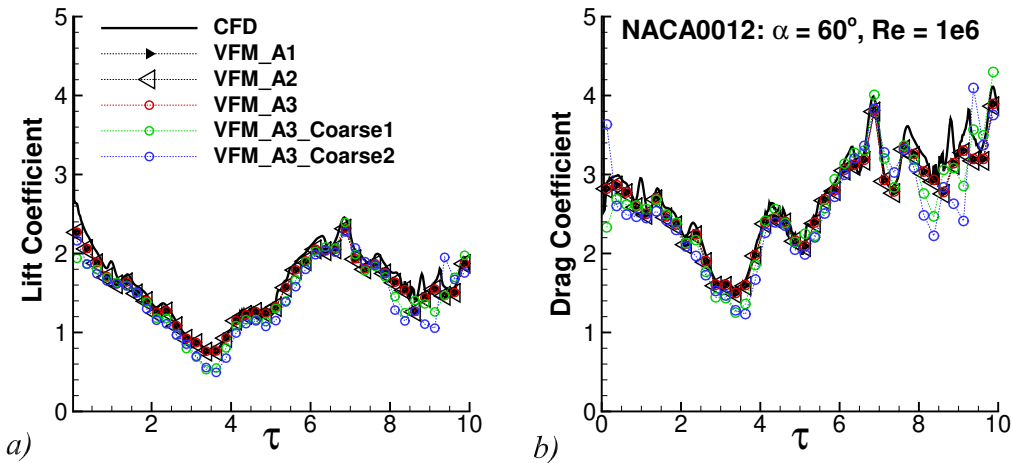 5
4
3
2
1
0
Lift Coefficient
CFD
VFM_A1
VFM_A2
VFM_A3
VFM_A3_Coarse1
VFM_A3_Coarse2
2
4
6
8
10
τ
a)
5
4
3
2
1
0
Drag Coefficient
NACA0012: α = 60°, Re = 1e6
0
2
4
6
8
10
τ
b)